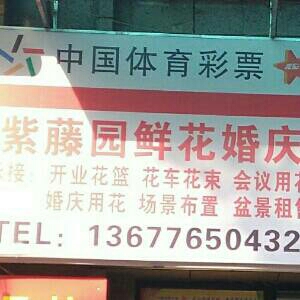 中国体育彩票
紫藤园鲜花婚庆
承接：开业花篮 花车花束 会议用花
婚庆用花 场景布置 盆景租
TEL：13677650432